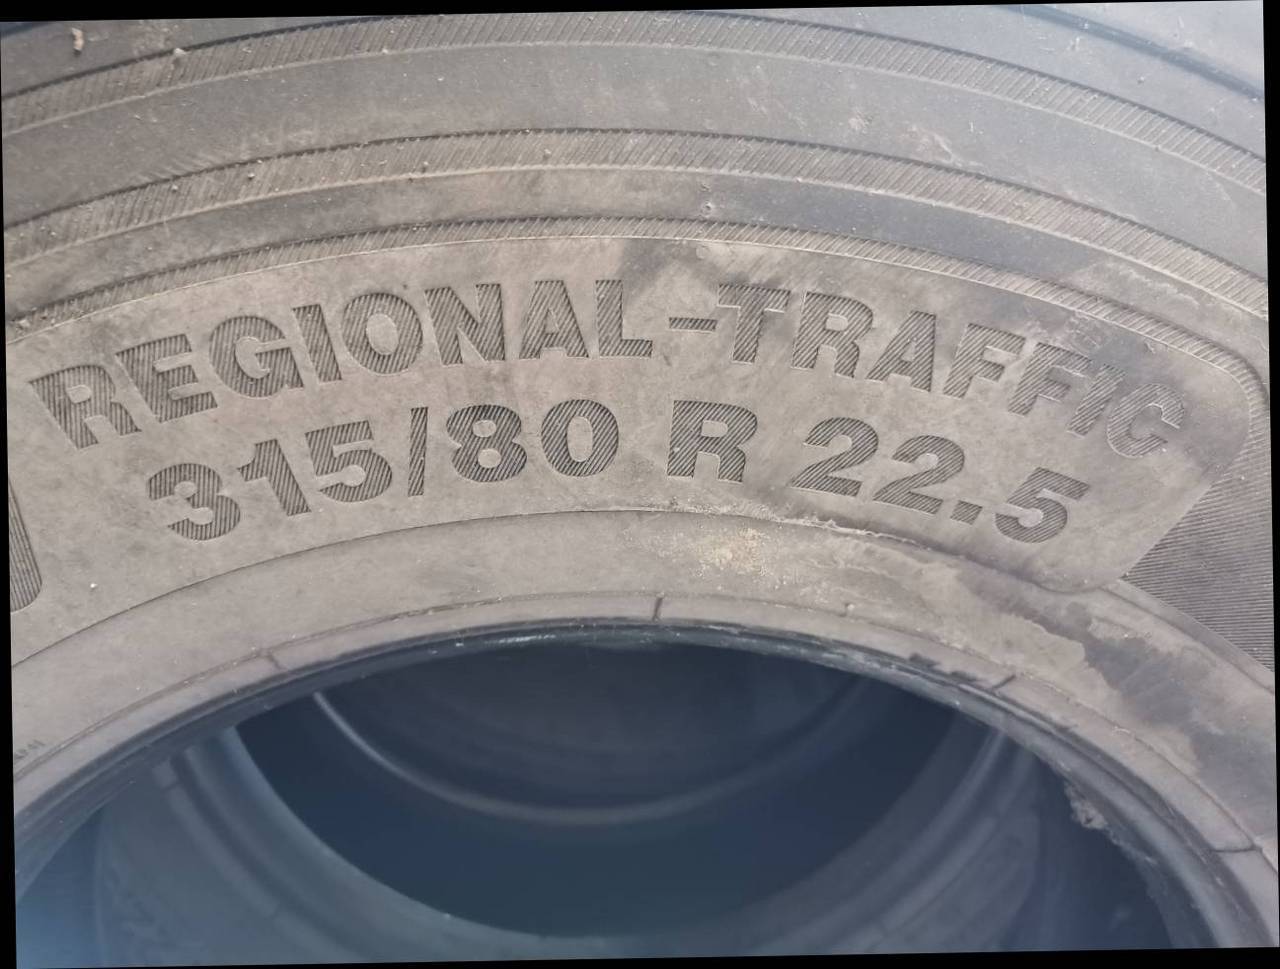 REGIONAL-TRAFFIC
315/80 R 22.5